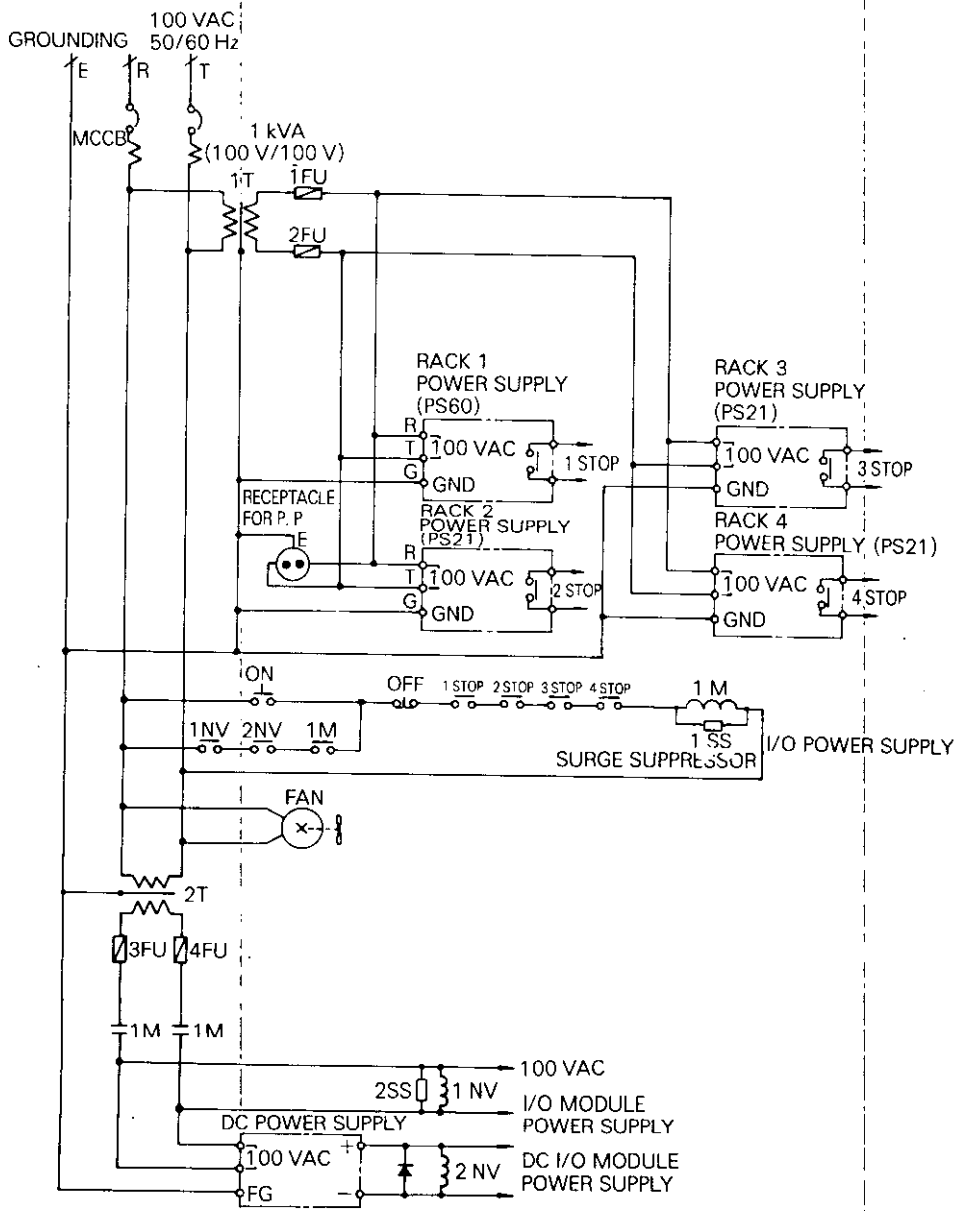 GROUNDING
100 VAC
50/60 Hz
E
R
T
MCCB
1 kVA
(100 V/100 V)
1T
1FU
2FU
RACK 1
POWER SUPPLY
(PS60)
R
T
100 VAC
G
GND
1 STOP
RACK 3
POWER SUPPLY
(PS21)
100 VAC
GND
3 STOP
RECEPTACLE
FOR P. P
E
RACK 2
POWER SUPPLY
(PS21)
R
T
100 VAC
G
GND
2 STOP
RACK 4
POWER SUPPLY (PS21)
100 VAC
GND
4 STOP
ON
OFF
1 STOP
2 STOP
3 STOP
4 STOP
1 M
1NV
2NV
1M
1 SS
SURGE SUPPRESSOR
I/O POWER SUPPLY
FAN
2T
3FU
4FU
1M
1M
100 VAC
2SS
1 NV
I/O MODULE
POWER SUPPLY
DC POWER SUPPLY
100 VAC
+
−
FG
2 NV
DC I/O MODULE
POWER SUPPLY